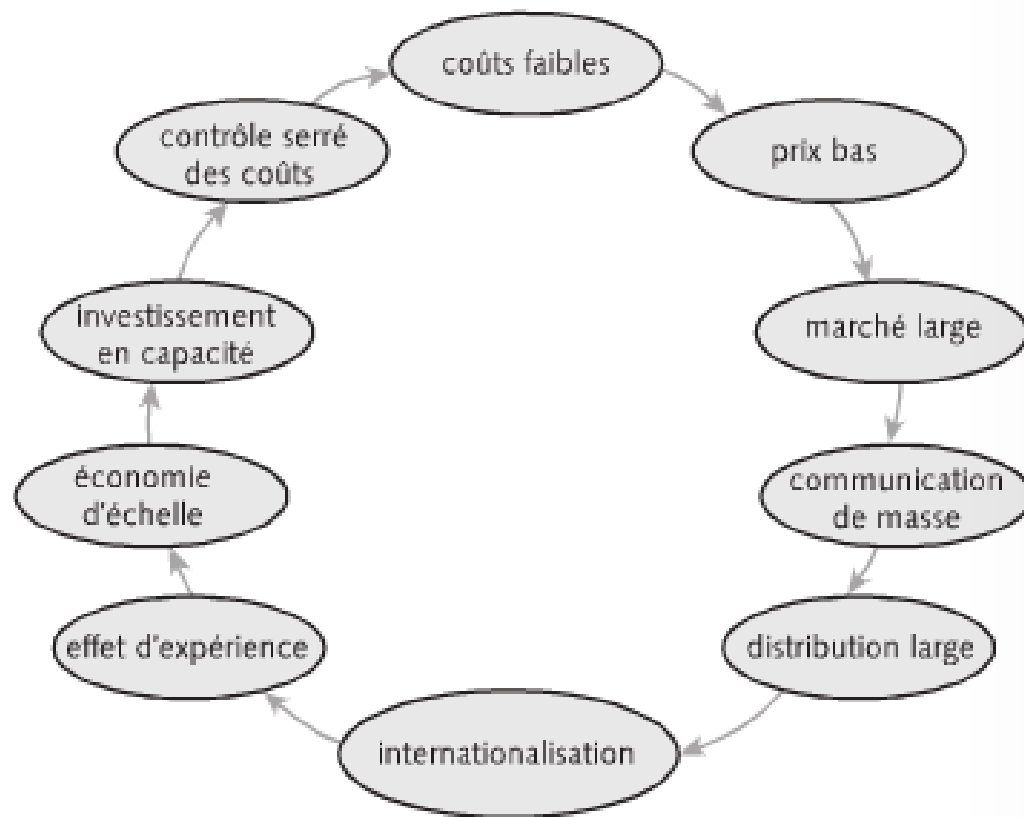 coûts faibles
prix bas
marché large
communication
de masse
distribution large
internationalisation
effet d'expérience
économie
d'échelle
investissement
en capacité
contrôle serré
des coûts